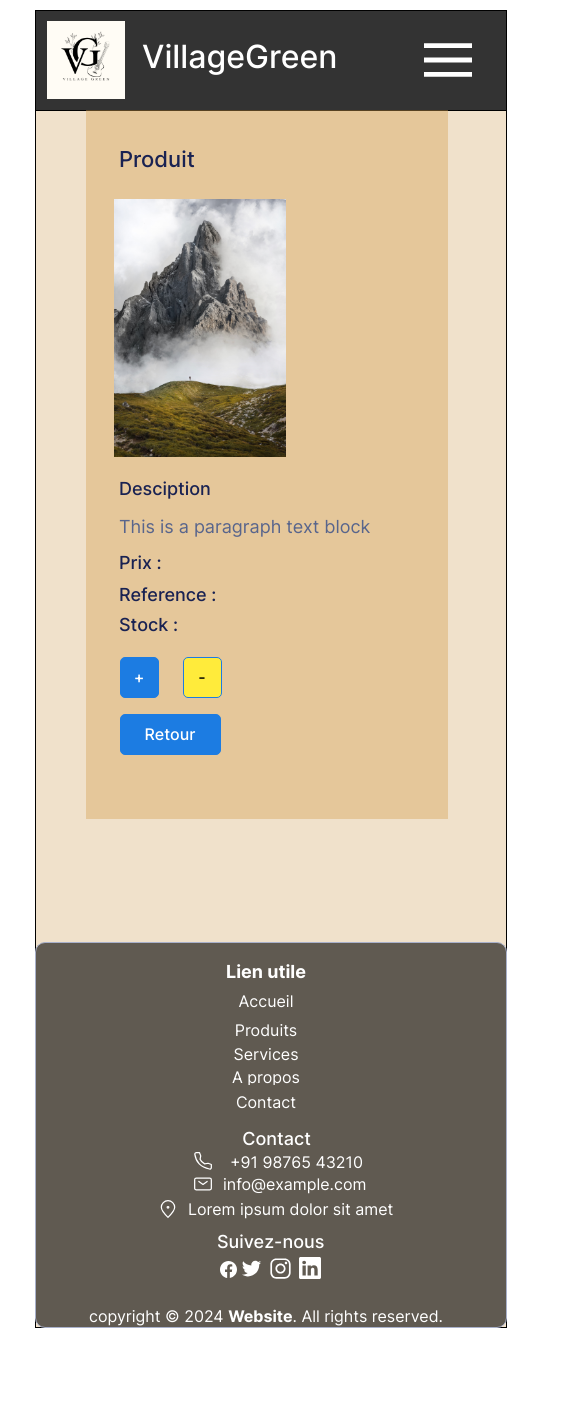 VG
VILLAGE GREEN
VillageGreen
Produit
Desciption
This is a paragraph text block
Prix :
Reference :
Stock :
+ -
Retour
Lien utile
Accueil
Produits
Services
A propos
Contact
Contact
+91 98765 43210
info@example.com
Lorem ipsum dolor sit amet
Suivez-nous
copyright © 2024 Website. All rights reserved.